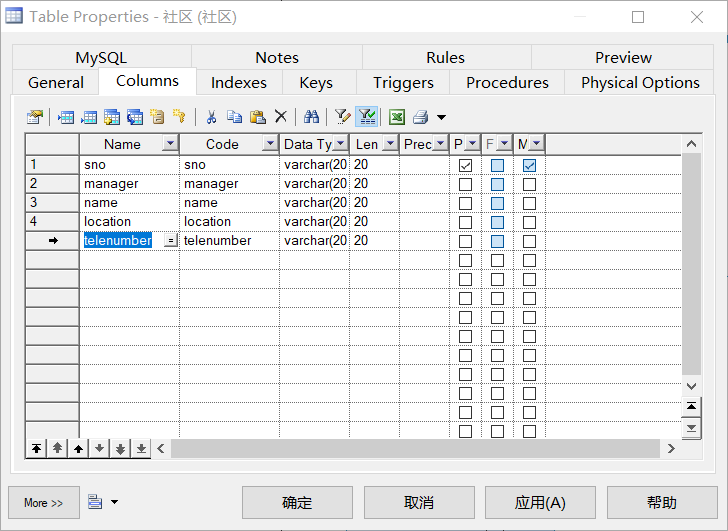 Table Properties - 社区 (社区)
MySQL Notes Rules Preview
General Columns Indexes Keys Triggers Procedures Physical Options
Name Code Data Ty Len Prec P F M
1 sno sno varchar(20 20
2 manager manager varchar(20 20
3 name name varchar(20 20
4 location location varchar(20 20
telenumber = telenumber varchar(20 20
More >> 确定 取消 应用(A) 帮助